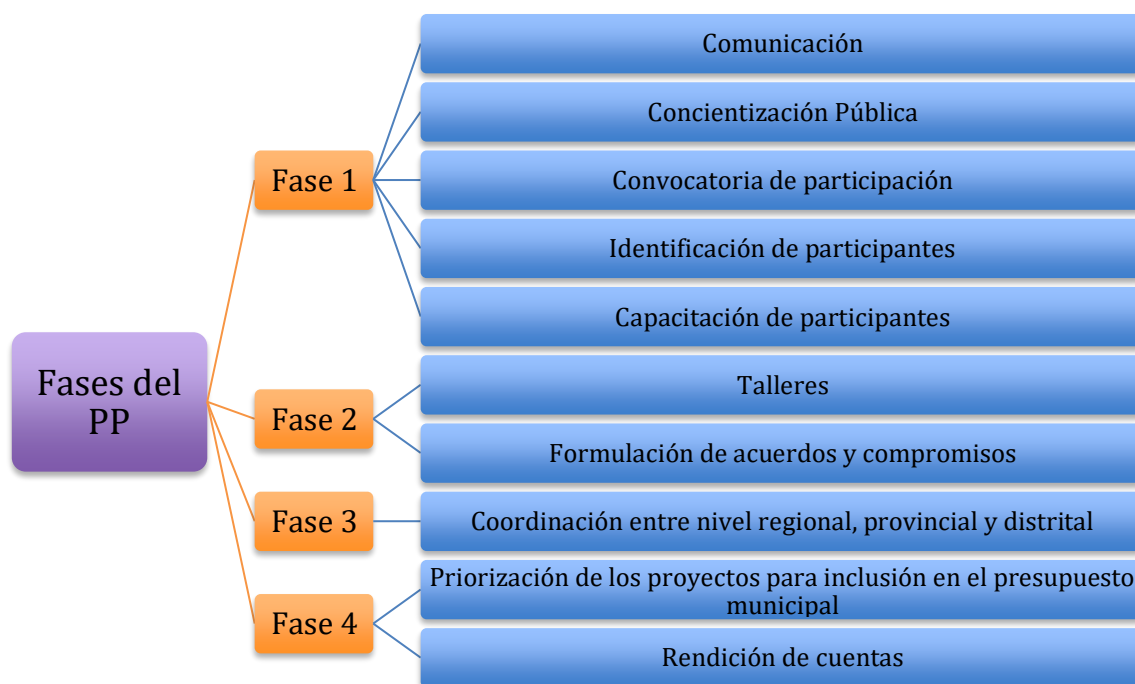 Fases del
PP
Fase 1
Comunicación
Concientización Pública
Convocatoria de participación
Identificación de participantes
Capacitación de participantes
Fase 2
Talleres
Formulación de acuerdos y compromisos
Fase 3
Coordinación entre nivel regional, provincial y distrital
Fase 4
Priorización de los proyectos para inclusión en el presupuesto
municipal
Rendición de cuentas